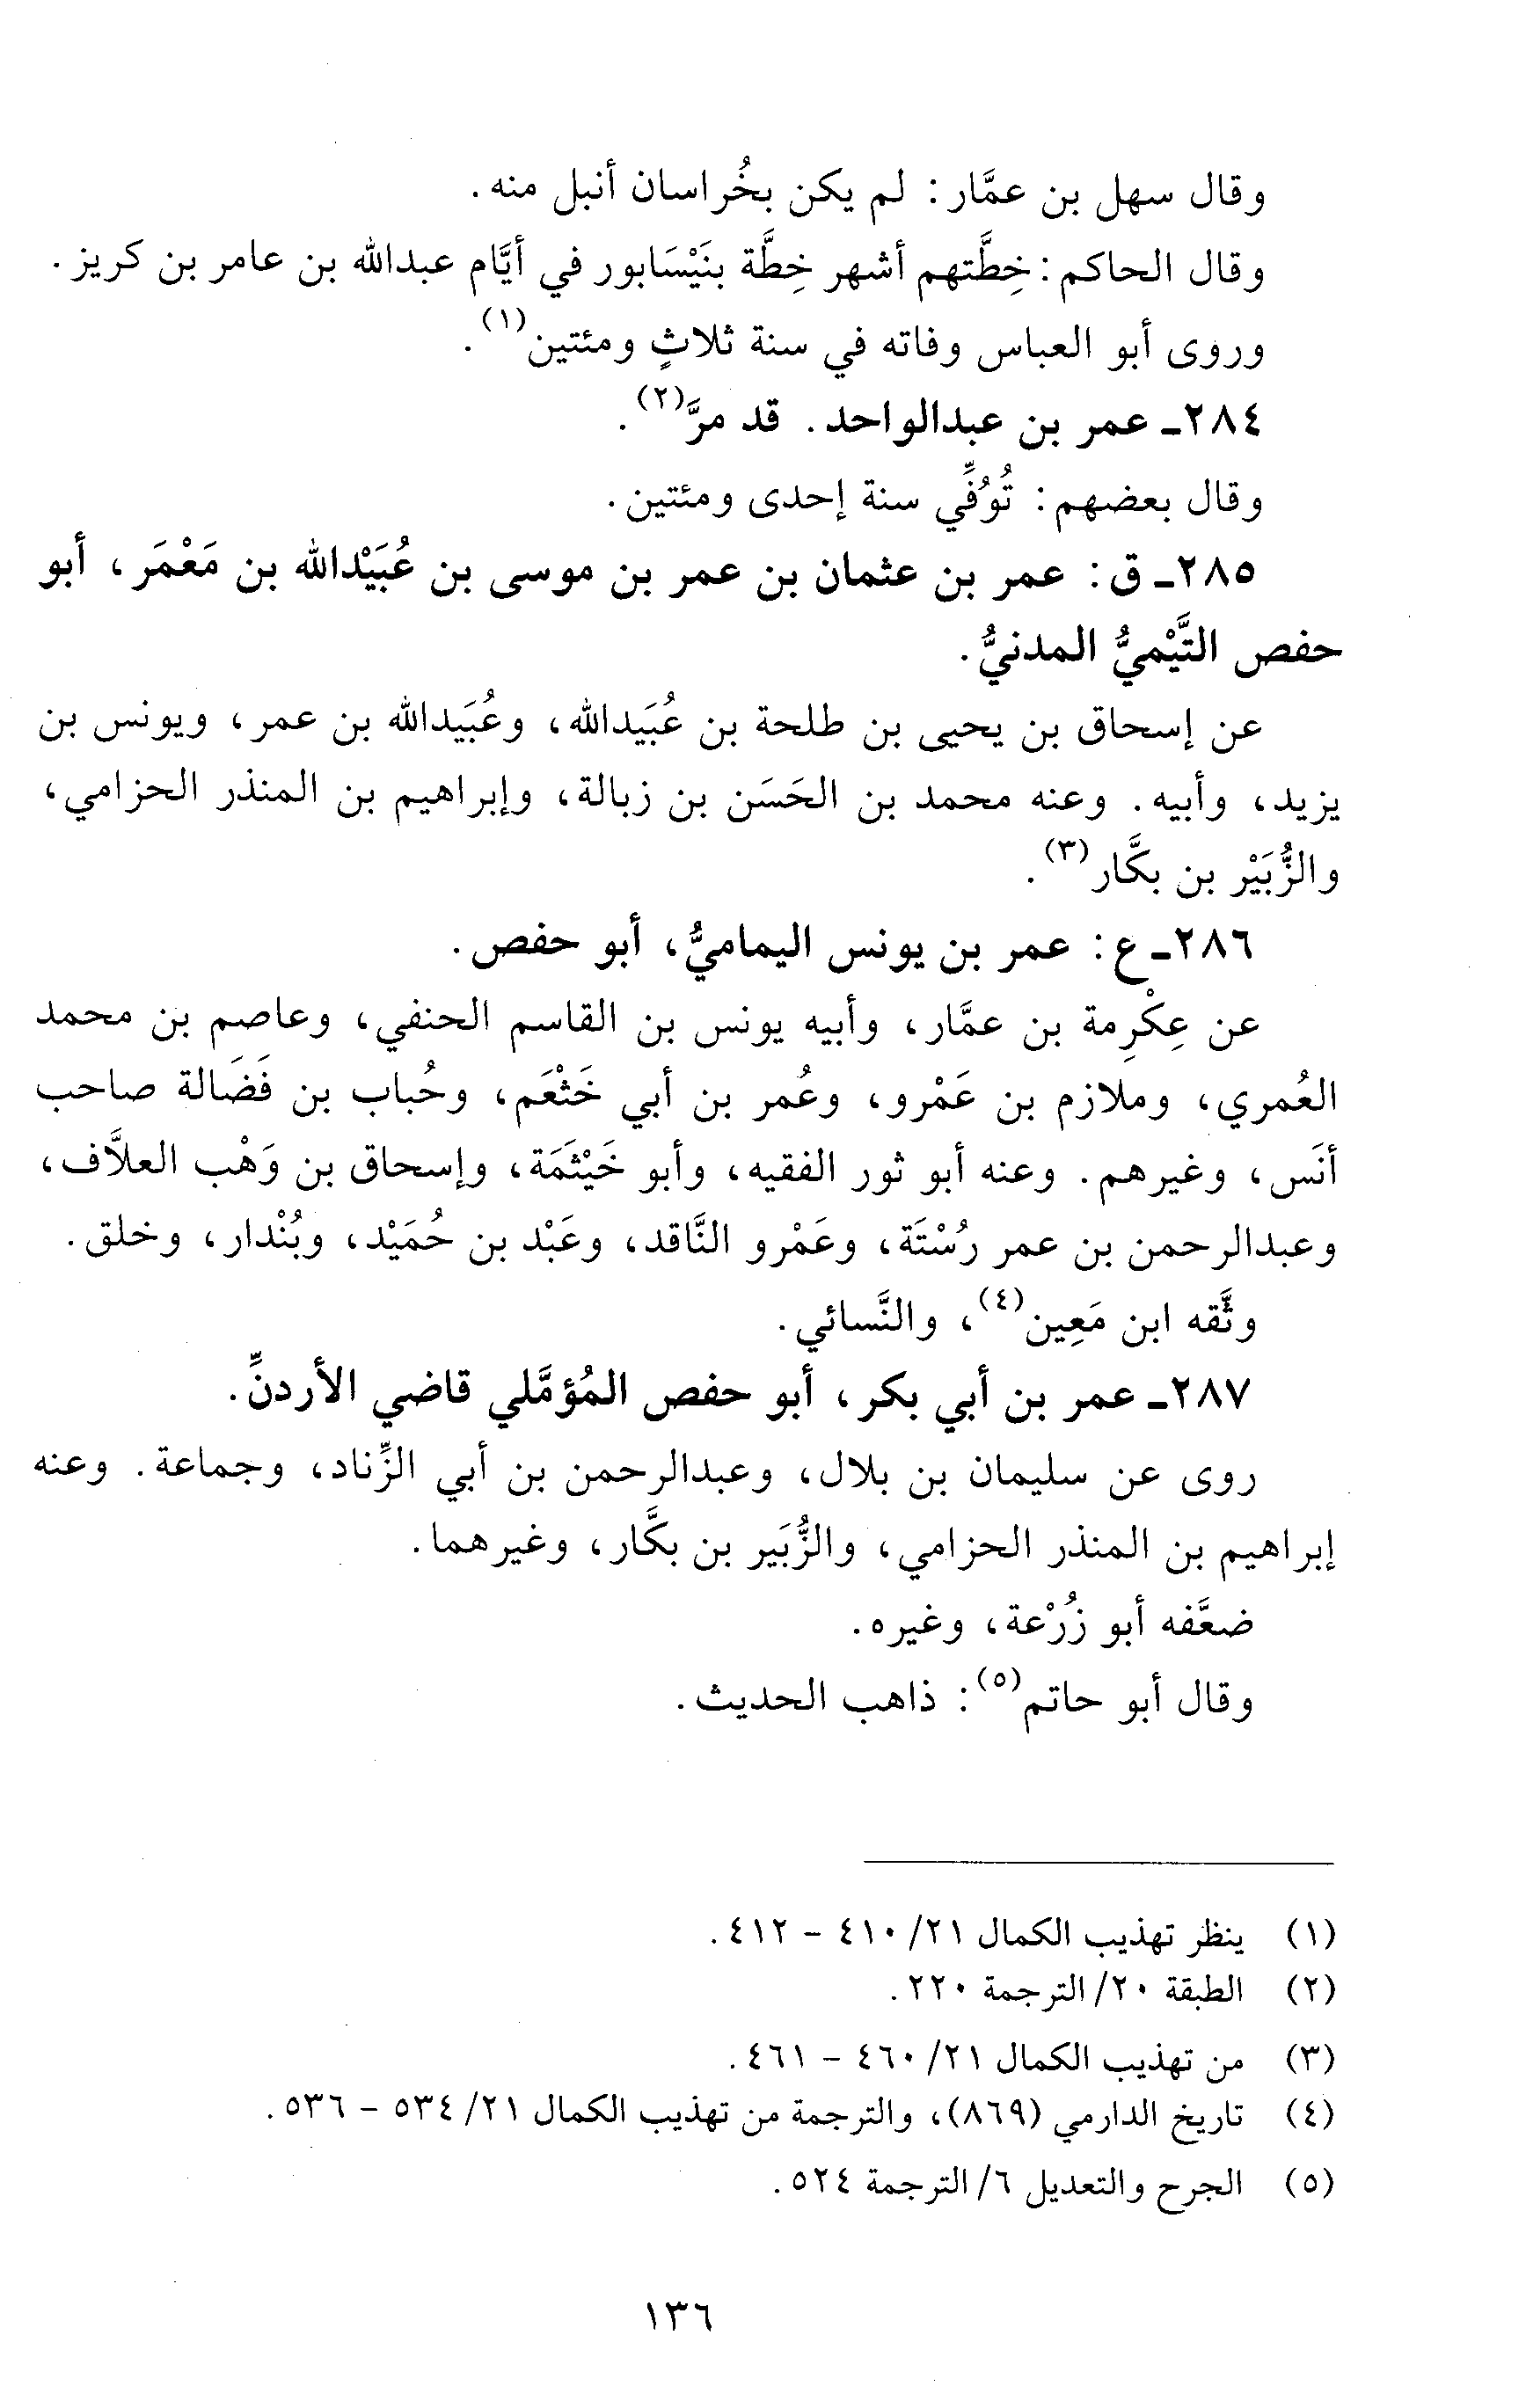 وقال سهل بن عمَّار: لم يكن بخُراسان أنبل منه.
وقال الحاكم: خِطَّتهم أشهر خِطَّة بنَيْسَابور في أيَّام عبدالله بن عامر بن كريز.
وروى أبو العباس وفاته في سنة ثلاثٍ ومئتين(١).
٢٨٤ـ عمر بن عبدالواحد. قد مرَّ(٢).
وقال بعضهم: تُوُفِّي سنة إحدى ومئتين.
٢٨٥ـ ق: عمر بن عثمان بن عمر بن موسى بن عُبَيْدالله بن مَعْمَر، أبو
حفص التَّيْميُّ المدنيُّ.
عن إسحاق بن يحيى بن طلحة بن عُبَيدالله، وعُبَيدالله بن عمر، ويونس بن
يزيد، وأبيه. وعنه محمد بن الحَسَن بن زبالة، وإبراهيم بن المنذر الحزامي،
والزُّبَيْر بن بكَّار(٣).
٢٨٦ـ ع: عمر بن يونس اليماميُّ، أبو حفص.
عن عِكْرِمة بن عمَّار، وأبيه يونس بن القاسم الحنفي، وعاصم بن محمد
العُمري، وملازم بن عَمْرو، وعُمر بن أبي خَثْعَم، وحُباب بن فَضَالة صاحب
أنَس، وغيرهم. وعنه أبو ثور الفقيه، وأبو خَيْثَمَة، وإسحاق بن وَهْب العلاَّف،
وعبدالرحمن بن عمر رُسْتَة، وعَمْرو النَّاقد، وعَبْد بن حُمَيْد، وبُنْدار، وخلق.
وثَّقه ابن مَعِين(٤)، والنَّسائي.
٢٨٧ـ عمر بن أبي بكر، أبو حفص المُؤمَّلي قاضي الأردنِّ.
روى عن سليمان بن بلال، وعبدالرحمن بن أبي الزِّناد، وجماعة. وعنه
إبراهيم بن المنذر الحزامي، والزُّبَير بن بكَّار، وغيرهما.
ضعَّفه أبو زُرْعة، وغيره.
وقال أبو حاتم(٥): ذاهب الحديث.
(١) ينظر تهذيب الكمال ٢١/ ٤١٠ – ٤١٢.
(٢) الطبقة ٢٠/ الترجمة ٢٢٠.
(٣) من تهذيب الكمال ٢١/ ٤٦٠ – ٤٦١.
(٤) تاريخ الدارمي (٨٦٩)، والترجمة من تهذيب الكمال ٢١/ ٥٣٤ – ٥٣٦.
(٥) الجرح والتعديل ٦/ الترجمة ٥٢٤.
١٣٦